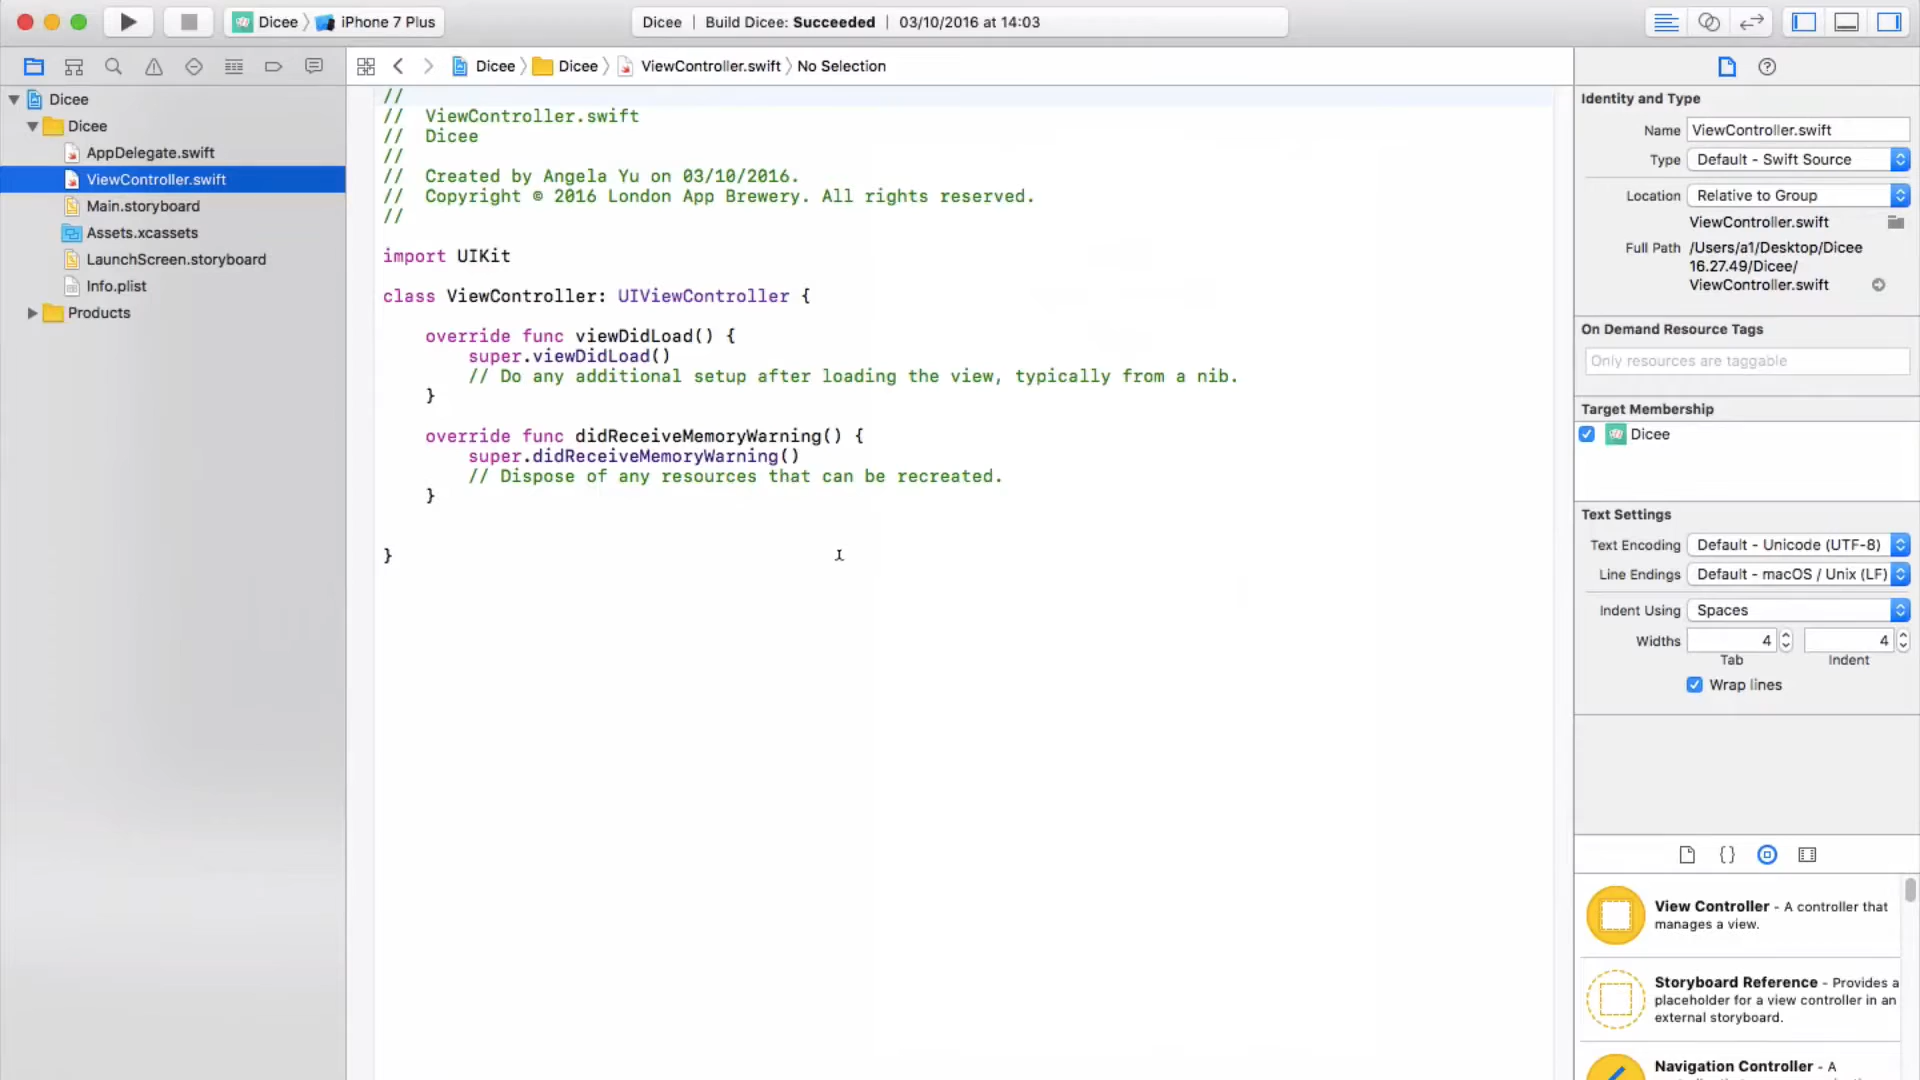 Dicee
iPhone 7 Plus
Dicee | Build Dicee: Succeeded | 03/10/2016 at 14:03
Dicee
Dicee
ViewController.swift
No Selection
Dicee
Dicee
AppDelegate.swift
ViewController.swift
Main.storyboard
Assets.xcassets
LaunchScreen.storyboard
Info.plist
Products
//
//  ViewController.swift
//  Dicee
//
//  Created by Angela Yu on 03/10/2016.
//  Copyright © 2016 London App Brewery. All rights reserved.
//
import UIKit
class ViewController: UIViewController {
    override func viewDidLoad() {
        super.viewDidLoad()
        // Do any additional setup after loading the view, typically from a nib.
    }
    override func didReceiveMemoryWarning() {
        super.didReceiveMemoryWarning()
        // Dispose of any resources that can be recreated.
    }
}
Identity and Type
Name ViewController.swift
Type Default - Swift Source
Location Relative to Group
ViewController.swift
Full Path /Users/a1/Desktop/Dicee
16.27.49/Dicee/
ViewController.swift
On Demand Resource Tags
Only resources are taggable
Target Membership
Dicee
Text Settings
Text Encoding Default - Unicode (UTF-8)
Line Endings Default - macOS / Unix (LF)
Indent Using Spaces
Widths 4 4
Tab Indent
Wrap lines
View Controller - A controller that
manages a view.
Storyboard Reference - Provides a
placeholder for a view controller in an
external storyboard.
Navigation Controller - A